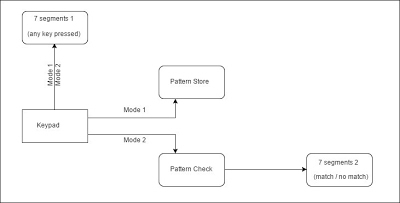 7 segments 1
(any key pressed)
Mode 1
Mode 2
Pattern Store
Mode 1
Keypad
Mode 2
Pattern Check
7 segments 2
(match / no match)